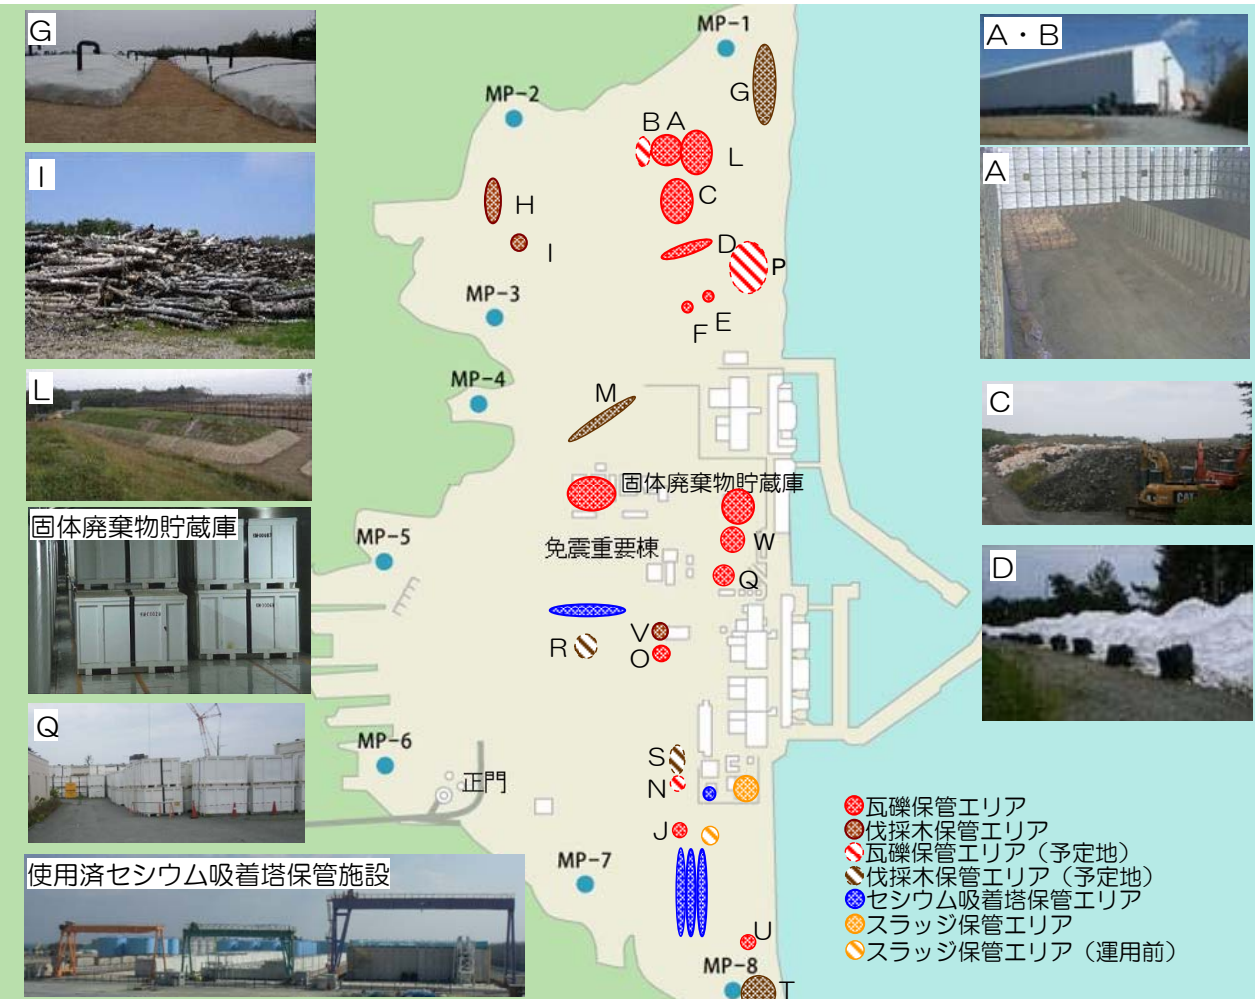 G
I
L
固体廃棄物貯蔵庫
Q
使用済セシウム吸着塔保管施設
MP-1
G
MP-2
B A
L
H
C
I
D
P
MP-3
E
F
MP-4
M
固体廃棄物貯蔵庫
MP-5
免震重要棟
W
Q
V
R
O
MP-6
S
正門
N
J
MP-7
U
MP-8
T
A・B
A
C
CAT
D
瓦礫保管エリア
伐採木保管エリア
瓦礫保管エリア（予定地）
伐採木保管エリア（予定地）
セシウム吸着塔保管エリア
スラッジ保管エリア
スラッジ保管エリア（運用前）